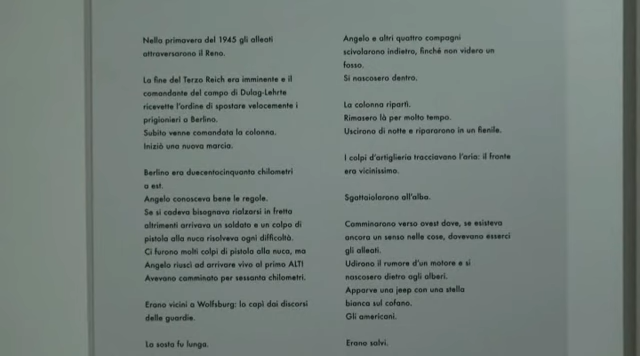 Nella primavera del 1945 gli alleati
attraversarono il Reno.
La fine del Terzo Reich era imminente e il
comandante del campo di Dulag-Lehrte
ricevette l'ordine di spostare velocemente i
prigionieri a Berlino.
Subito venne comandata la colonna.
Iniziò una nuova marcia.
Berlino era duecentocinquanta chilometri
a est.
Angelo conosceva bene le regole.
Se si cadeva bisognava rialzarsi in fretta
altrimenti arrivava un soldato e un colpo di
pistola alla nuca risolveva ogni difficoltà.
Ci furono molti colpi di pistola alla nuca, ma
Angelo riuscì ad arrivare vivo al primo ALT!
Avevano camminato per sessanta chilometri.
Erano vicini a Wolfsburg: lo capì dai discorsi
delle guardie.
La sosta fu lunga.
Angelo e altri quattro compagni
scivolarono indietro, finché non videro un
fosso.
Si nascosero dentro.
La colonna ripartì.
Rimasero là per molto tempo.
Uscirono di notte e ripararono in un fienile.
I colpi d'artiglieria tracciavano l'aria: il fronte
era vicinissimo.
Sgattaiolarono all'alba.
Camminarono verso ovest dove, se esisteva
ancora un senso nelle cose, dovevano esserci
gli alleati.
Udirono il rumore d'un motore e si
nascosero dietro agli alberi.
Apparve una jeep con una stella
bianca sul cofano.
Gli americani.
Erano salvi.